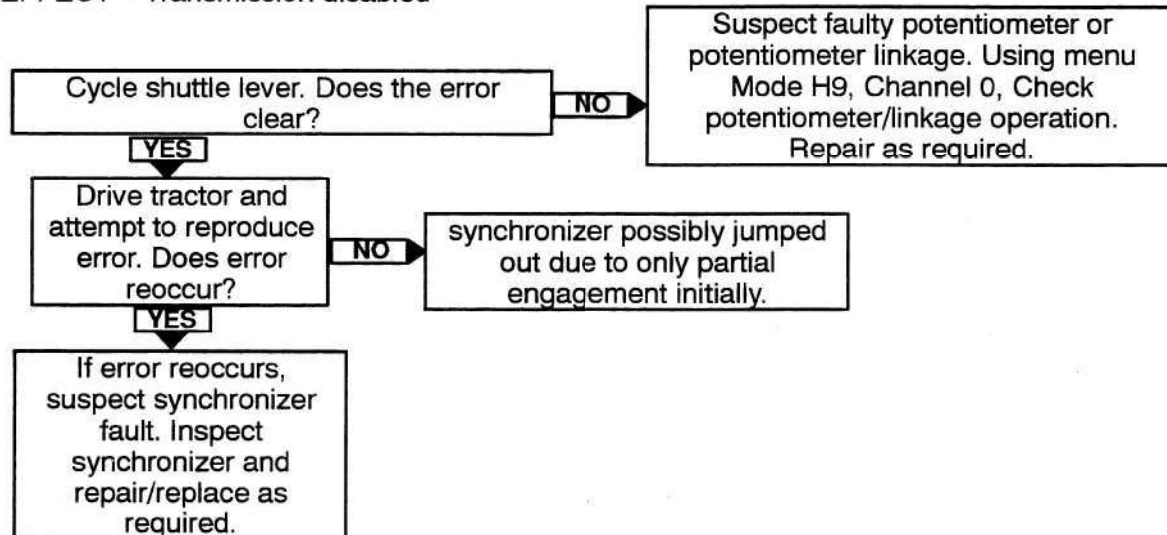 EFFECT – Transmission disabled
Cycle shuttle lever. Does the error
clear?
NO
Suspect faulty potentiometer or
potentiometer linkage. Using menu
Mode H9, Channel 0, Check
potentiometer/linkage operation.
Repair as required.
YES
Drive tractor and
attempt to reproduce
error. Does error
reoccur?
NO
synchronizer possibly jumped
out due to only partial
engagement initially.
YES
If error reoccurs,
suspect synchronizer
fault. Inspect
synchronizer and
repair/replace as
required.